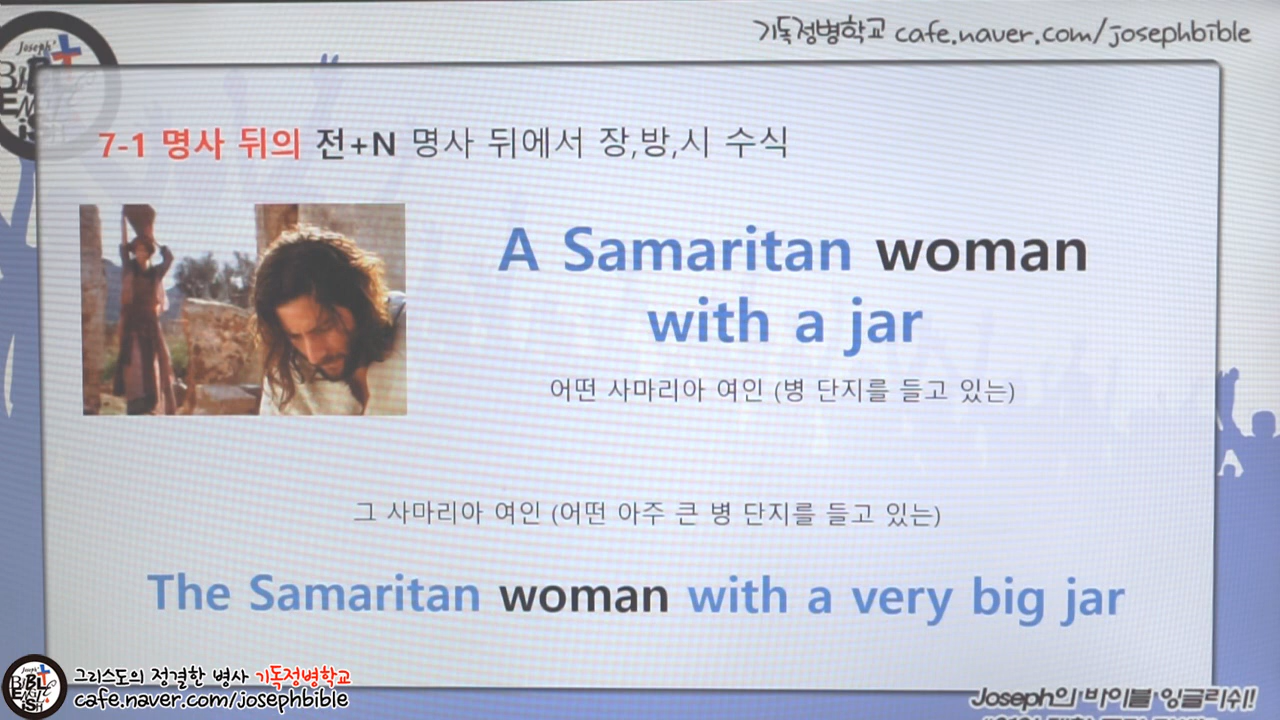 기독정병학교 cafe.naver.com/josephbible
Joseph's
BIBLE
7-1 명사 뒤의 전+N 명사 뒤에서 장,방,시 수식
A Samaritan woman
with a jar
어떤 사마리아 여인 (병 단지를 들고 있는)
그 사마리아 여인 (어떤 아주 큰 병 단지를 들고 있는)
The Samaritan woman with a very big jar
그리스도의 정결한 병사 기독정병학교
cafe.naver.com/josephbible
Joseph의 바이블 잉글리쉬!